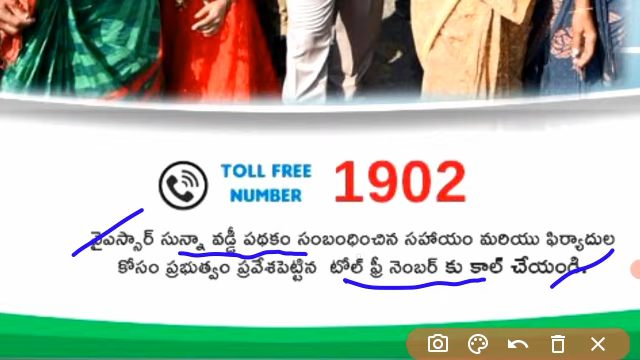 TOLL FREE
NUMBER
1902
వైఎస్సార్ సున్నా వడ్డీ పథకం సంబంధించిన సహాయం మరియు ఫిర్యాదుల
కోసం ప్రభుత్వం ప్రవేశపెట్టిన టోల్ ఫ్రీ నెంబర్ కు కాల్ చేయండి.